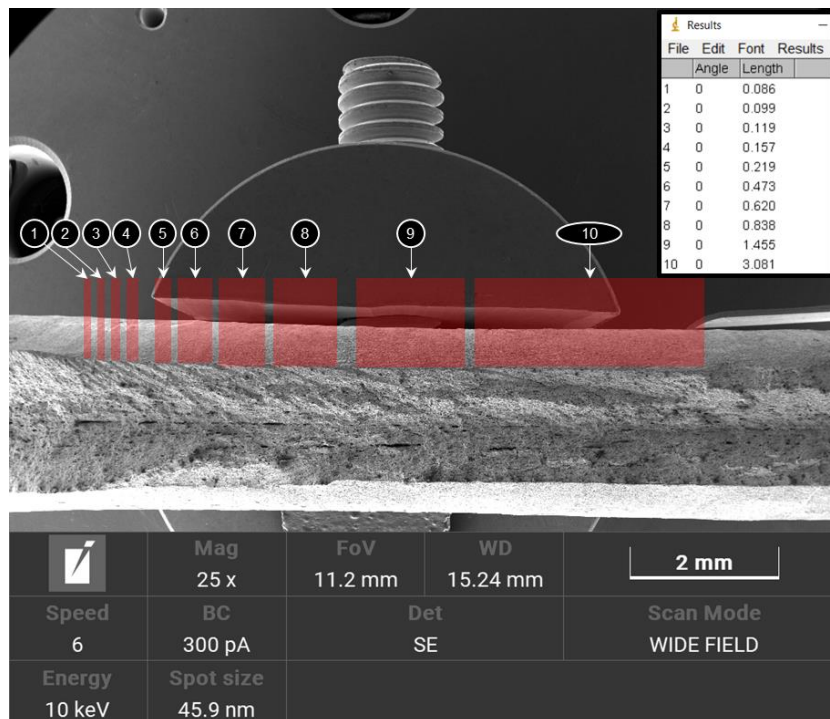 Results
File Edit Font Results
Angle Length
1 0 0.086
2 0 0.099
3 0 0.119
4 0 0.157
5 0 0.219
6 0 0.473
7 0 0.620
8 0 0.838
9 0 1.455
10 0 3.081
1 2 3 4 5 6 7 8 9 10
Mag FoV WD
25 x 11.2 mm 15.24 mm 2 mm
Speed BC Det Scan Mode
6 300 pA SE WIDE FIELD
Energy Spot size
10 keV 45.9 nm